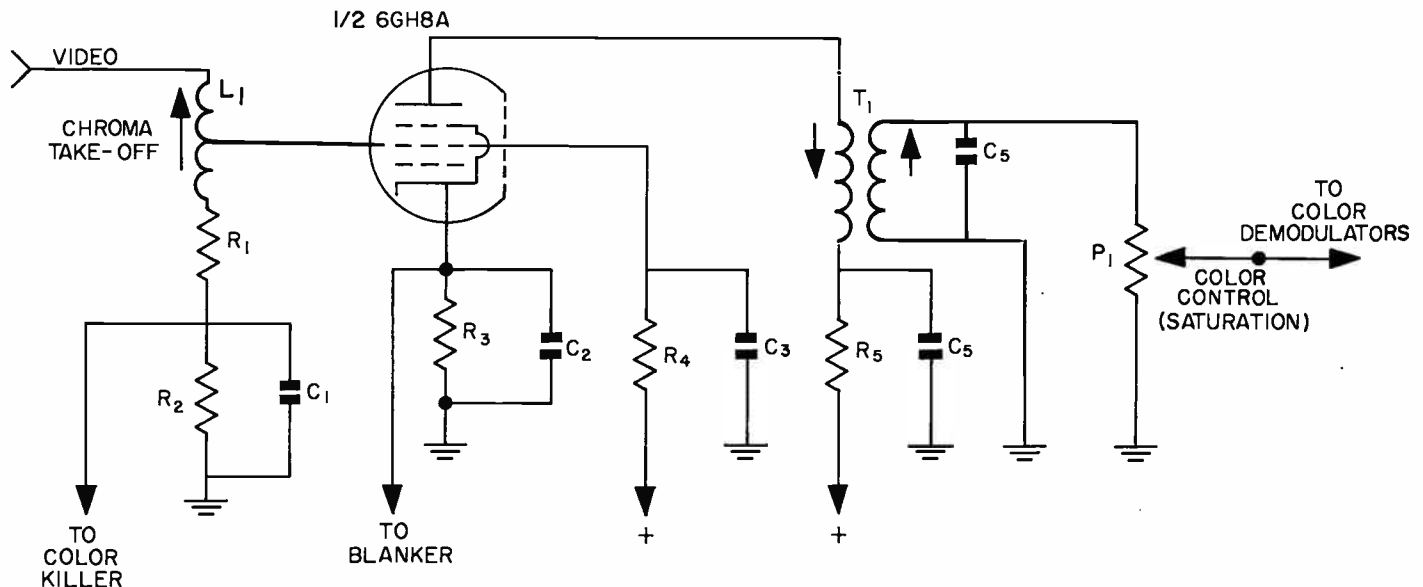 1/2 6GH8A
VIDEO
L1
CHROMA
TAKE-OFF
T1
C5
TO
COLOR
DEMODULATORS
P1
COLOR
CONTROL
(SATURATION)
R1
R2
C1
R3
C2
R4
C3
R5
C5
TO
COLOR
KILLER
TO
BLANKER
+
+